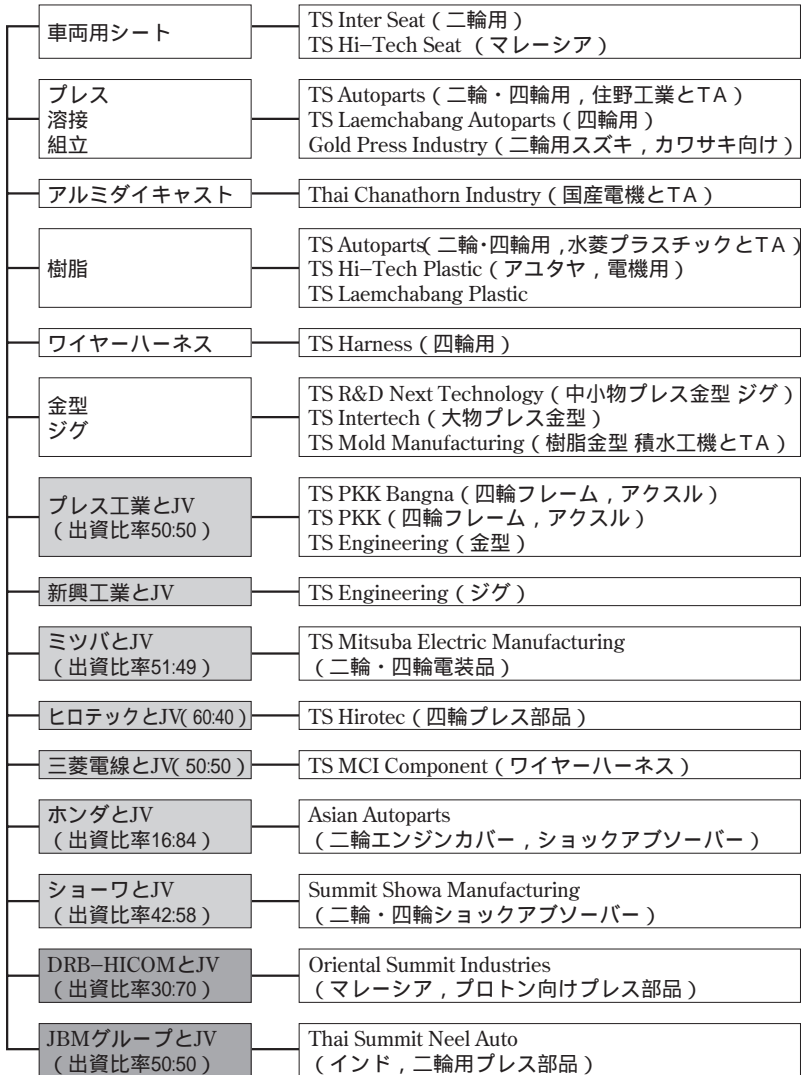 車両用シート
TS Inter Seat（二輪用）
TS Hi–Tech Seat （マレーシア）
プレス
溶接
組立
TS Autoparts（二輪・四輪用，住野工業とTA）
TS Laemchabang Autoparts（四輪用）
Gold Press Industry（二輪用スズキ，カワサキ向け）
アルミダイキャスト
Thai Chanathorn Industry（国産電機とTA）
樹脂
TS Autoparts（二輪・四輪用，水菱プラスチックとTA）
TS Hi–Tech Plastic（アユタヤ，電機用）
TS Laemchabang Plastic
ワイヤーハーネス
TS Harness（四輪用）
金型
ジグ
TS R&D Next Technology（中小物プレス金型 ジグ）
TS Intertech（大物プレス金型）
TS Mold Manufacturing（樹脂金型 積水工機とTA）
プレス工業とJV
（出資比率50:50）
TS PKK Bangna（四輪フレーム，アクスル）
TS PKK（四輪フレーム，アクスル）
TS Engineering（金型）
新興工業とJV
TS Engineering（ジグ）
ミツバとJV
（出資比率51:49）
TS Mitsuba Electric Manufacturing
（二輪・四輪電装品）
ヒロテックとJV（60:40）
TS Hirotec（四輪プレス部品）
三菱電線とJV（50:50）
TS MCI Component（ワイヤーハーネス）
ホンダとJV
（出資比率16:84）
Asian Autoparts
（二輪エンジンカバー，ショックアブソーバー）
ショーワとJV
（出資比率42:58）
Summit Showa Manufacturing
（二輪・四輪ショックアブソーバー）
DRB–HICOMとJV
（出資比率30:70）
Oriental Summit Industries
（マレーシア，プロトン向けプレス部品）
JBMグループとJV
（出資比率50:50）
Thai Summit Neel Auto
（インド，二輪用プレス部品）